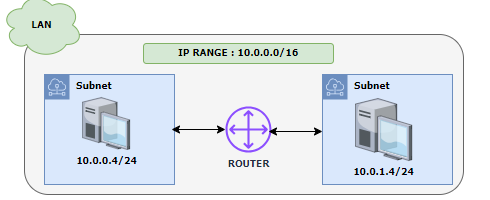 LAN
IP RANGE : 10.0.0.0/16
Subnet
10.0.0.4/24
ROUTER
Subnet
10.0.1.4/24